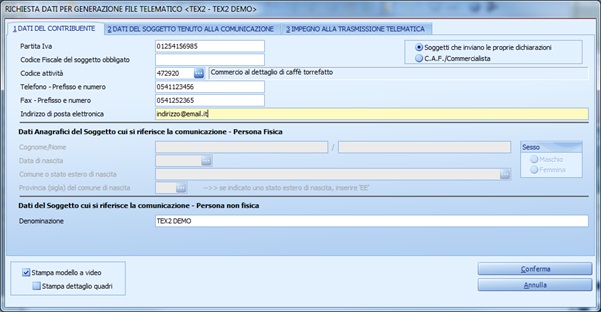 RICHIESTA DATI PER GENERAZIONE FILE TELEMATICO <TEX2 - TEX2 DEMO>
1 DATI DEL CONTRIBUENTE 2 DATI DEL SOGGETTO TENUTO ALLA COMUNICAZIONE 3 IMPEGNO ALLA TRASMISSIONE TELEMATICA
Partita Iva 01254156985
Soggetti che inviano le proprie dichiarazioni
Codice Fiscale del soggetto obbligato
C.A.F./Commercialista
Codice attività 472920 ... Commercio al dettaglio di caffè torrefatto
Telefono - Prefisso e numero 0541123456
Fax - Prefisso e numero 0541252365
Indirizzo di posta elettronica indirizzo@email.it
Dati Anagrafici del Soggetto cui si riferisce la comunicazione - Persona Fisica
Cognome/Nome / Sesso
Data di nascita ... Maschio
Comune o stato estero di nascita ... Femmina
Provincia (sigla) del comune di nascita ... -->> se indicato uno stato estero di nascita, inserire 'EE'
Dati del Soggetto cui si riferisce la comunicazione - Persona non fisica
Denominazione TEX2 DEMO
Stampa modello a video
Stampa dettaglio quadri
Conferma
Annulla